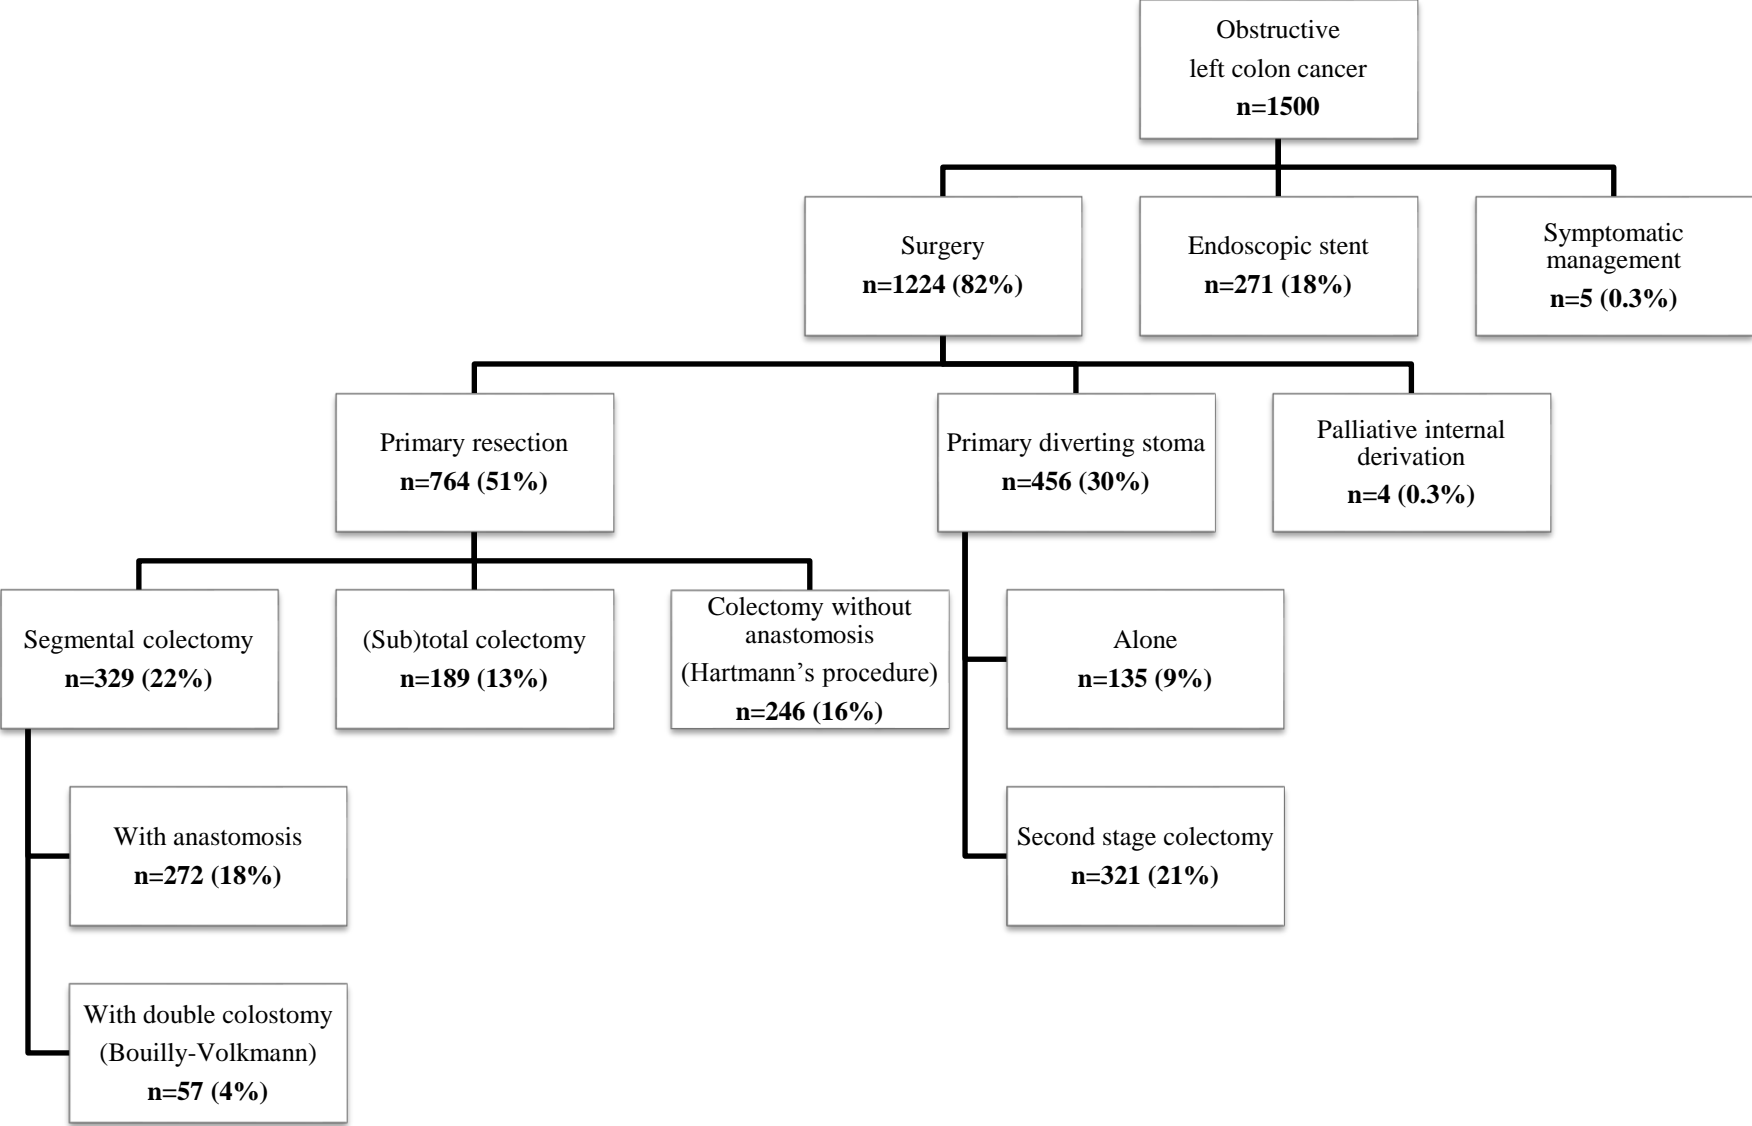 Obstructive
left colon cancer
n=1500
Surgery
n=1224 (82%)
Endoscopic stent
n=271 (18%)
Symptomatic
management
n=5 (0.3%)
Primary resection
n=764 (51%)
Primary diverting stoma
n=456 (30%)
Palliative internal
derivation
n=4 (0.3%)
Segmental colectomy
n=329 (22%)
(Sub)total colectomy
n=189 (13%)
Colectomy without
anastomosis
(Hartmann’s procedure)
n=246 (16%)
Alone
n=135 (9%)
With anastomosis
n=272 (18%)
Second stage colectomy
n=321 (21%)
With double colostomy
(Bouilly-Volkmann)
n=57 (4%)